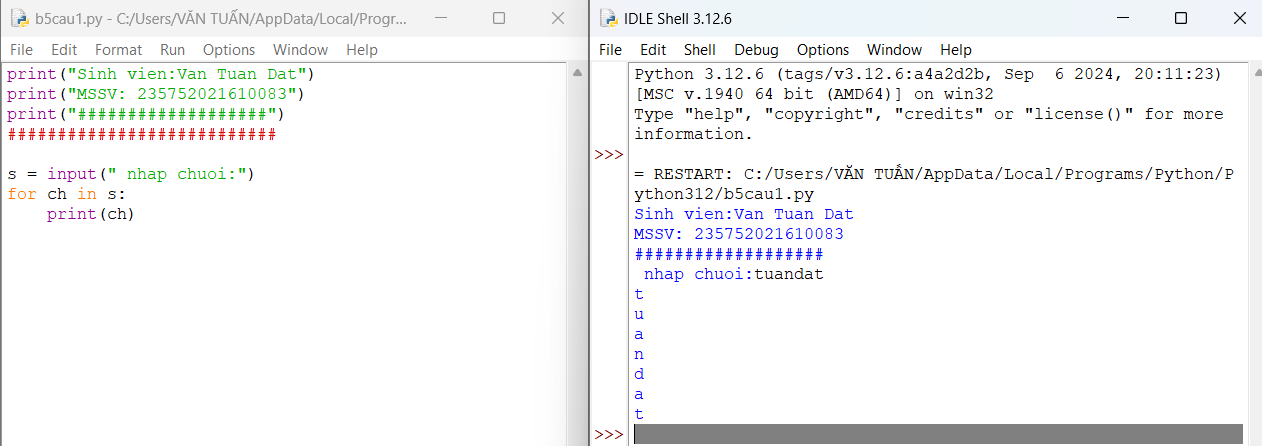 b5cau1.py - C:/Users/VĂN TUẤN/AppData/Local/Progr...
File Edit Format Run Options Window Help
print("Sinh vien:Van Tuan Dat")
print("MSSV: 235752021610083")
print("###################")
###########################
s = input(" nhap chuoi:")
for ch in s:
    print(ch)
IDLE Shell 3.12.6
File Edit Shell Debug Options Window Help
Python 3.12.6 (tags/v3.12.6:a4a2d2b, Sep  6 2024, 20:11:23)
[MSC v.1940 64 bit (AMD64)] on win32
Type "help", "copyright", "credits" or "license()" for more
information.
>>>
= RESTART: C:/Users/VĂN TUẤN/AppData/Local/Programs/Python/P
ython312/b5cau1.py
Sinh vien:Van Tuan Dat
MSSV: 235752021610083
###################
 nhap chuoi:tuandat
t
u
a
n
d
a
t
>>>